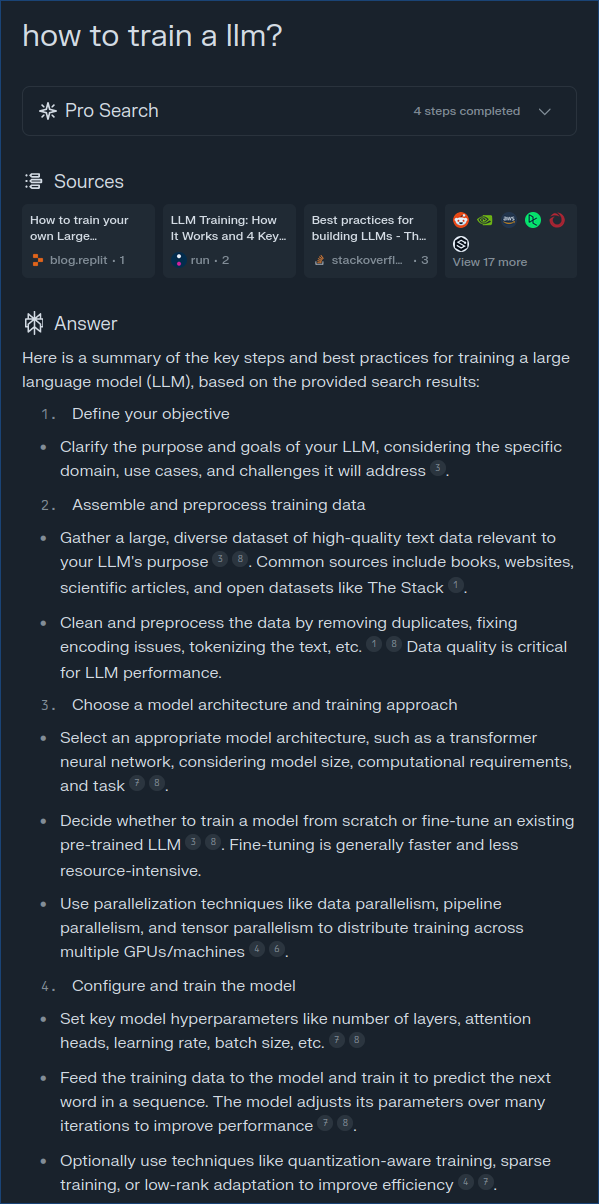 how to train a llm?
Pro Search
4 steps completed
Sources
How to train your
own Large...
blog.replit · 1
LLM Training: How
It Works and 4 Key...
run · 2
Best practices for
building LLMs - Th...
stackoverfl... · 3
aws
View 17 more
Answer
Here is a summary of the key steps and best practices for training a large
language model (LLM), based on the provided search results:
1. Define your objective
• Clarify the purpose and goals of your LLM, considering the specific
domain, use cases, and challenges it will address 3.
2. Assemble and preprocess training data
• Gather a large, diverse dataset of high-quality text data relevant to
your LLM's purpose 3 8. Common sources include books, websites,
scientific articles, and open datasets like The Stack 1.
• Clean and preprocess the data by removing duplicates, fixing
encoding issues, tokenizing the text, etc. 1 8 Data quality is critical
for LLM performance.
3. Choose a model architecture and training approach
• Select an appropriate model architecture, such as a transformer
neural network, considering model size, computational requirements,
and task 7 8.
• Decide whether to train a model from scratch or fine-tune an existing
pre-trained LLM 3 8. Fine-tuning is generally faster and less
resource-intensive.
• Use parallelization techniques like data parallelism, pipeline
parallelism, and tensor parallelism to distribute training across
multiple GPUs/machines 4 6.
4. Configure and train the model
• Set key model hyperparameters like number of layers, attention
heads, learning rate, batch size, etc. 7 8
• Feed the training data to the model and train it to predict the next
word in a sequence. The model adjusts its parameters over many
iterations to improve performance 7 8.
• Optionally use techniques like quantization-aware training, sparse
training, or low-rank adaptation to improve efficiency 4 7.